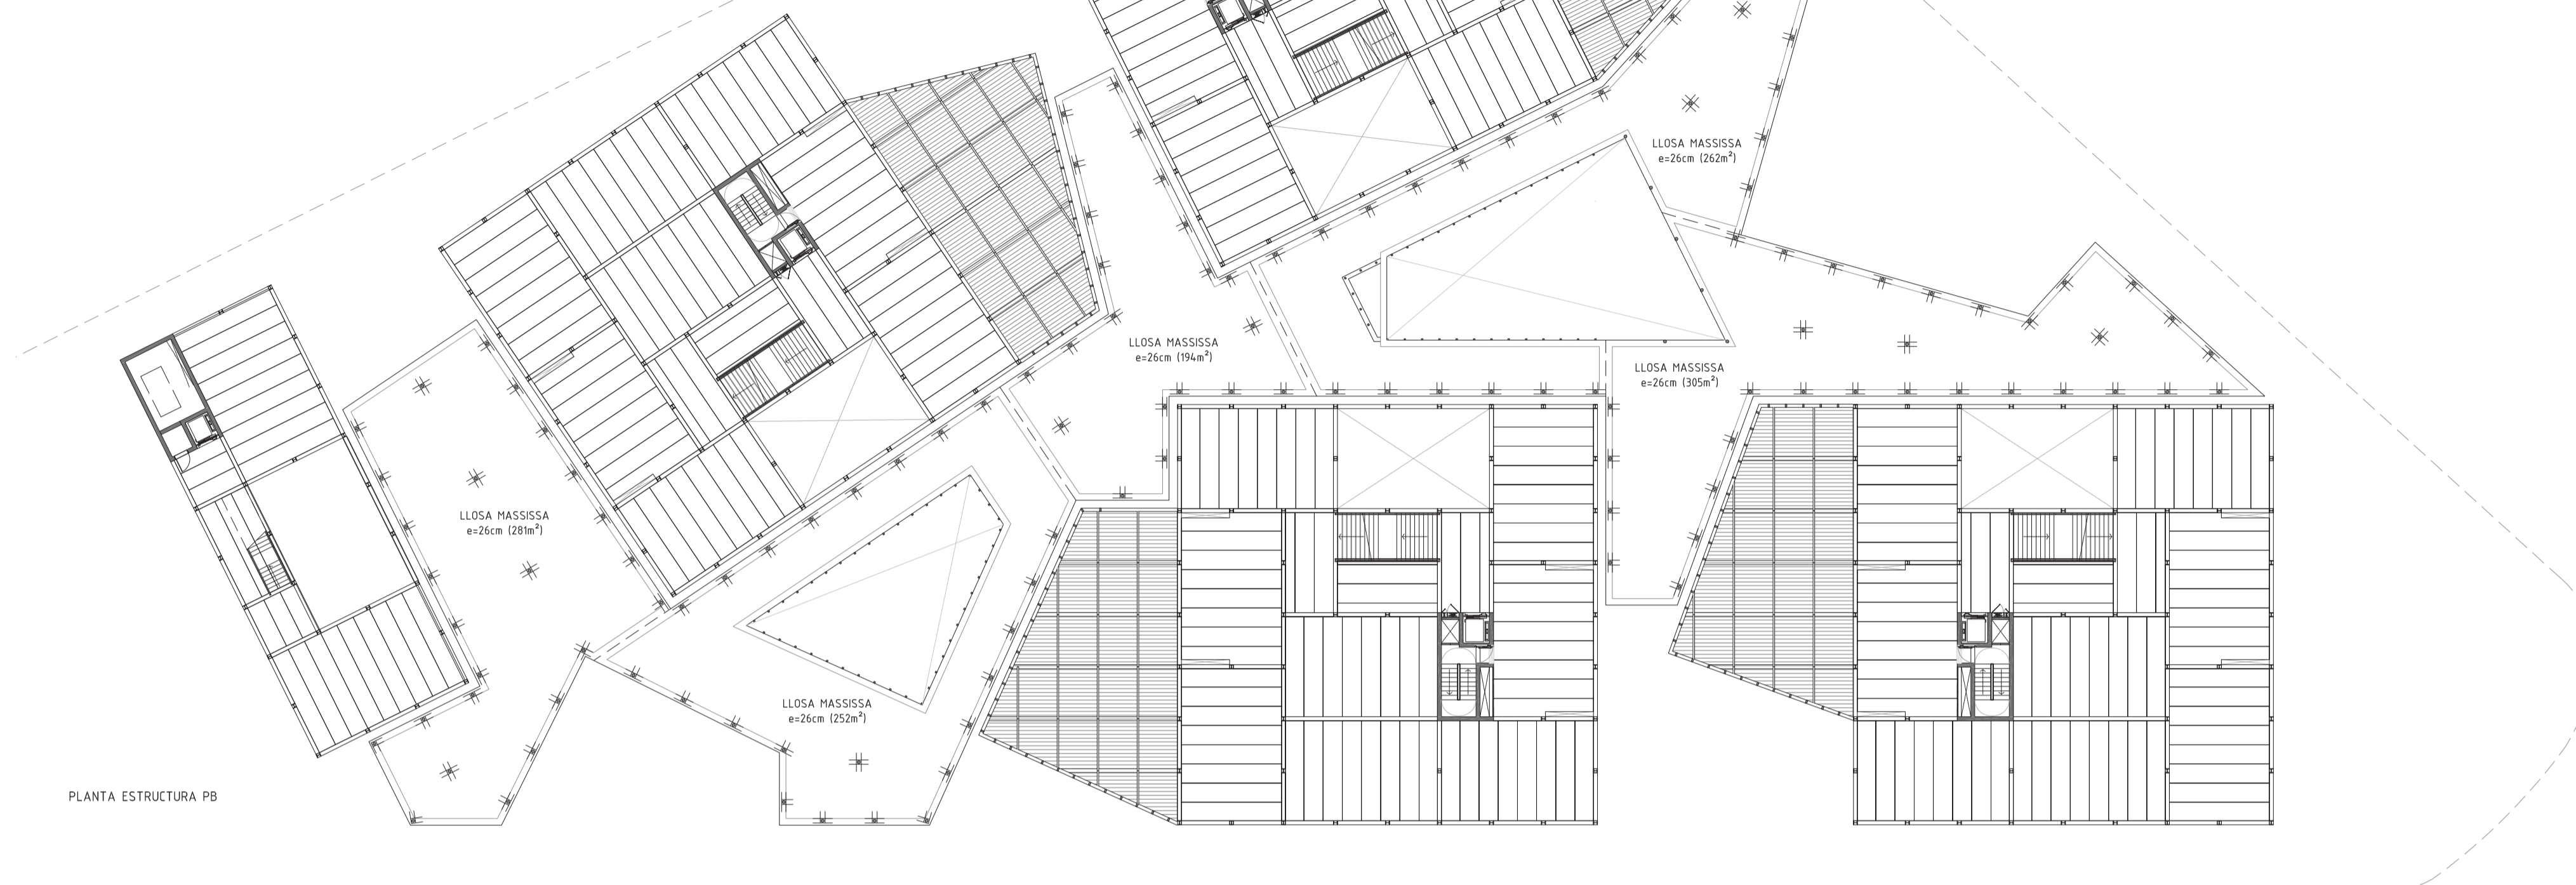 LLOSA MASSISSA
e=26cm (262m²)
LLOSA MASSISSA
e=26cm (194m²)
LLOSA MASSISSA
e=26cm (305m²)
LLOSA MASSISSA
e=26cm (281m²)
LLOSA MASSISSA
e=26cm (252m²)
PLANTA ESTRUCTURA PB